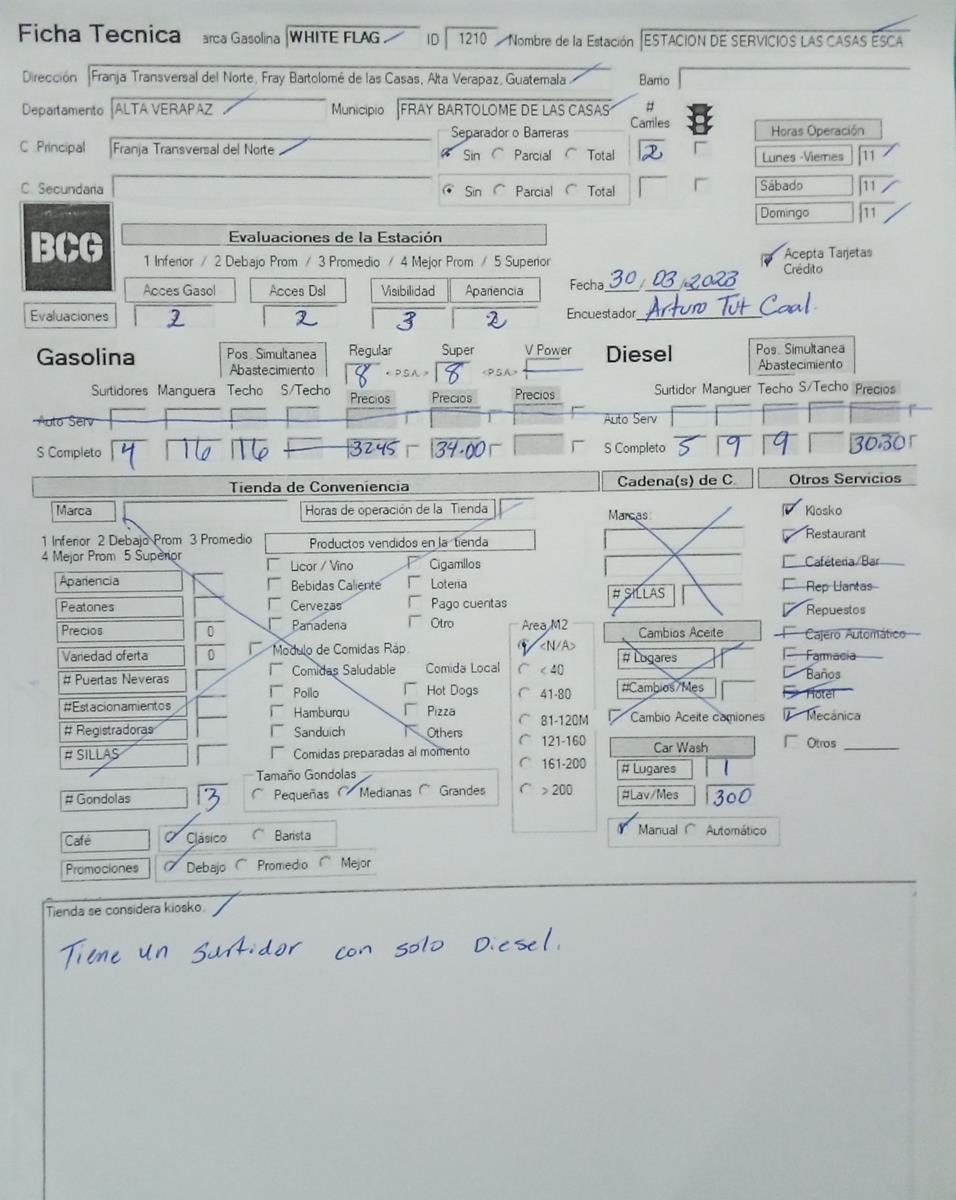 Ficha Tecnica arca Gasolina WHITE FLAG ID 1210 Nombre de la Estación ESTACION DE SERVICIOS LAS CASAS ESCA
Dirección Franja Transversal del Norte, Fray Bartolomé de las Casas, Alta Verapaz, Guatemala Barrio
Departamento ALTA VERAPAZ Municipio FRAY BARTOLOME DE LAS CASAS # Carriles
C. Principal Franja Transversal del Norte Separador o Barreras Sin Parcial Total 2
C. Secundaria Sin Parcial Total
Horas Operación
Lunes -Viernes 11
Sábado 11
Domingo 11
BCG
Evaluaciones de la Estación
1 Inferior / 2 Debajo Prom / 3 Promedio / 4 Mejor Prom / 5 Superior
Acepta Tarjetas Crédito
Acces Gasol Acces Dsl Visibilidad Apariencia
Evaluaciones 2 2 3 2
Fecha 30/03/2023
Encuestador Arturo Tut Caal.
Gasolina Pos. Simultanea Abastecimiento Regular Super V Power
8 <P.S.A.> 8 <P.S.A>
Surtidores Manguera Techo S/Techo Precios Precios Precios
Auto Serv
S Completo 4 16 16 32.45 34.00
Diesel Pos. Simultanea Abastecimiento
Surtidor Manguer Techo S/Techo Precios
Auto Serv
S Completo 5 9 9 30.30
Tienda de Conveniencia
Marca Horas de operación de la Tienda
1 Inferior 2 Debajo Prom 3 Promedio
4 Mejor Prom 5 Superior
Apariencia
Peatones
Precios 0
Variedad oferta 0
# Puertas Neveras
#Estacionamientos
# Registradoras
# SILLAS
# Gondolas 3
Productos vendidos en la tienda
Licor / Vino Cigarrillos
Bebidas Caliente Loteria
Cervezas Pago cuentas
Panaderia Otro
Modulo de Comidas Ráp.
Comidas Saludable Comida Local
Pollo Hot Dogs
Hamburgu Pizza
Sanduich Others
Comidas preparadas al momento
Tamaño Gondolas
Pequeñas Medianas Grandes
Area M2
<N/A>
< 40
41-80
81-120M
121-160
161-200
> 200
Café Clásico Barista
Promociones Debajo Promedio Mejor
Cadena(s) de C.
Marcas:
# SILLAS
Cambios Aceite
# Lugares
#Cambios/Mes
Cambio Aceite camiones
Car Wash
# Lugares 1
#Lav/Mes 300
Manual Automático
Otros Servicios
Kiosko
Restaurant
Caféteria/Bar
Rep Llantas
Repuestos
Cajero Automático
Farmacia
Baños
Hotel
Mecánica
Otros
Tienda se considera kiosko.
Tiene un surtidor con solo Diesel.